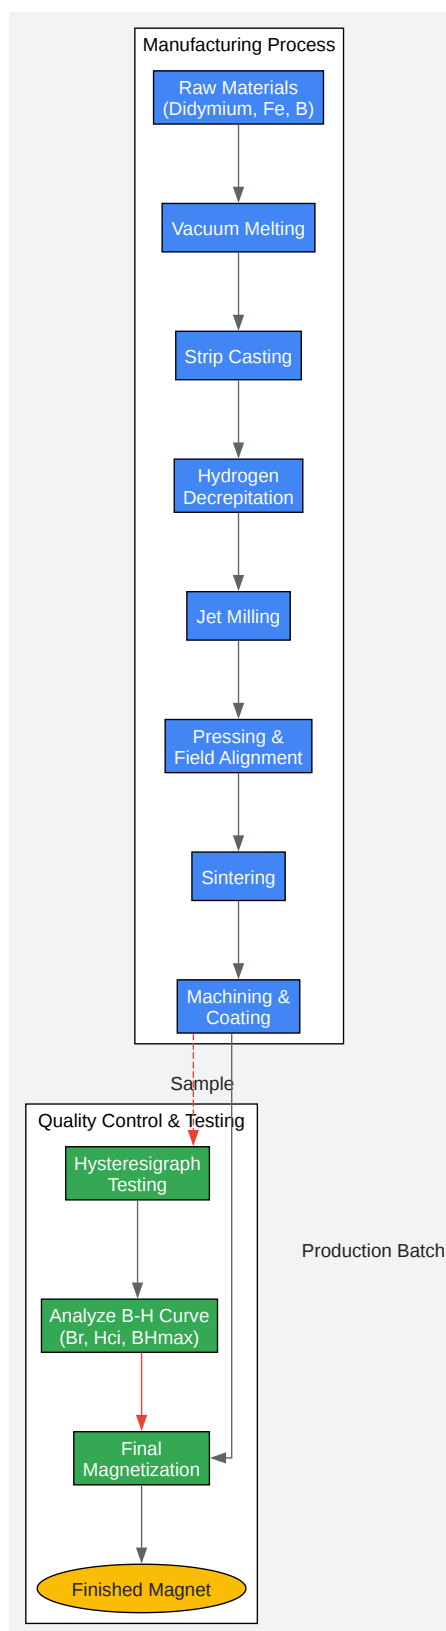 Manufacturing Process
Raw Materials
(Didymium, Fe, B)
Vacuum Melting
Strip Casting
Hydrogen
Decrepitation
Jet Milling
Pressing &
Field Alignment
Sintering
Machining &
Coating
Sample
Quality Control & Testing
Hysteresigraph
Testing
Production Batch
Analyze B-H Curve
(Br, Hci, BHmax)
Final
Magnetization
Finished Magnet